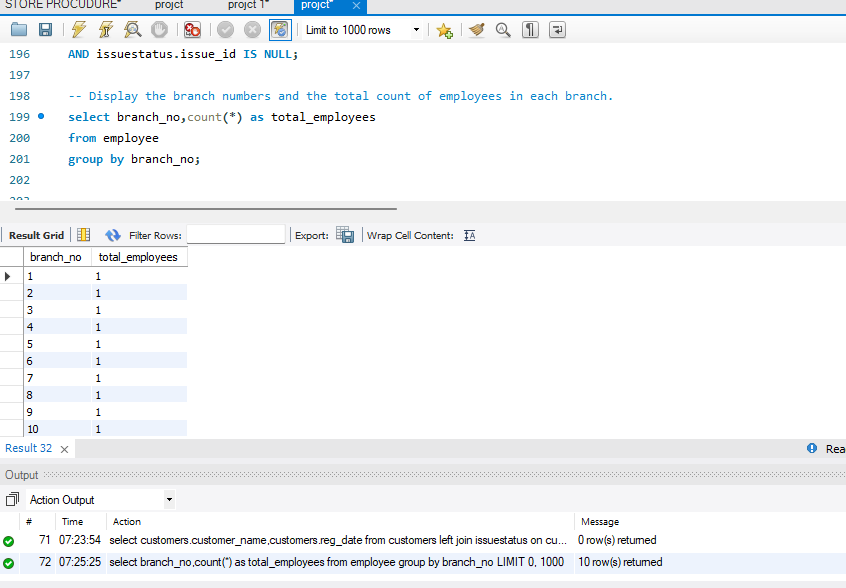 STORE PROCUDURE* projct projct 1* projct*
Limit to 1000 rows
196 AND issuestatus.issue_id IS NULL;
197
198 -- Display the branch numbers and the total count of employees in each branch.
199 select branch_no,count(*) as total_employees
200 from employee
201 group by branch_no;
202
Result Grid Filter Rows: Export: Wrap Cell Content:
branch_no total_employees
1 1
2 1
3 1
4 1
5 1
6 1
7 1
8 1
9 1
10 1
Result 32 Rea
Output
Action Output
# Time Action Message
71 07:23:54 select customers.customer_name,customers.reg_date from customers left join issuestatus on cu... 0 row(s) returned
72 07:25:25 select branch_no,count(*) as total_employees from employee group by branch_no LIMIT 0, 1000 10 row(s) returned